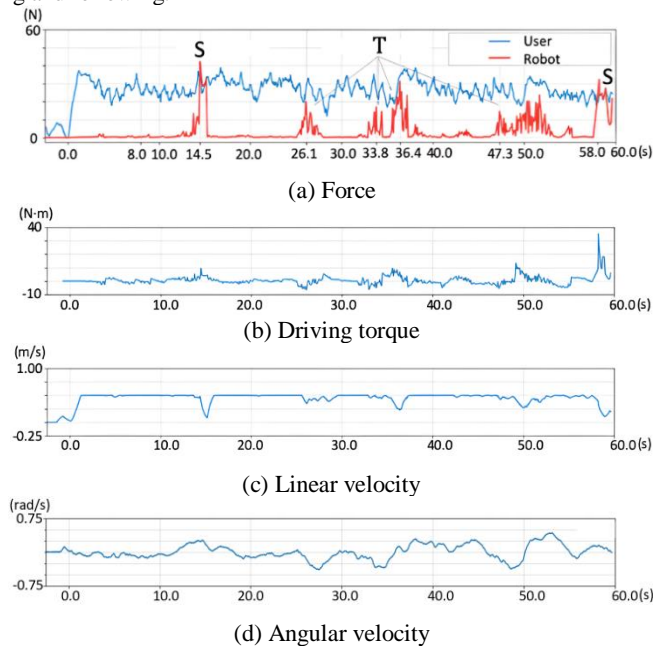 (N)
60
S
T
User
Robot
S
0
0.0 8.0 10.0 14.5 20.0 26.1 30.0 33.8 36.4 40.0 47.3 50.0 58.0 60.0 (s)
(a) Force
(N·m)
40
-10
0.0 10.0 20.0 30.0 40.0 50.0 60.0(s)
(b) Driving torque
(m/s)
1.00
-0.25
0.0 10.0 20.0 30.0 40.0 50.0 60.0(s)
(c) Linear velocity
(rad/s)
0.75
-0.75
0.0 10.0 20.0 30.0 40.0 50.0 60.0(s)
(d) Angular velocity